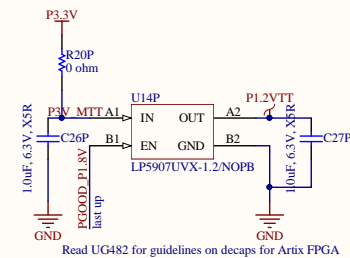 P3.3V
R20P
0 ohm
U14P
P3V_MTT A1 IN OUT A2 P1.2VTT
B1 EN GND B2
LP5907UVX-1.2/NOPB
C26P
1.0uF, 6.3V, X5R
PGOOD_P1.8V
last up
C27P
1.0uF, 6.3V, X5R
GND
GND
Read UG482 for guidelines on decaps for Artix FPGA